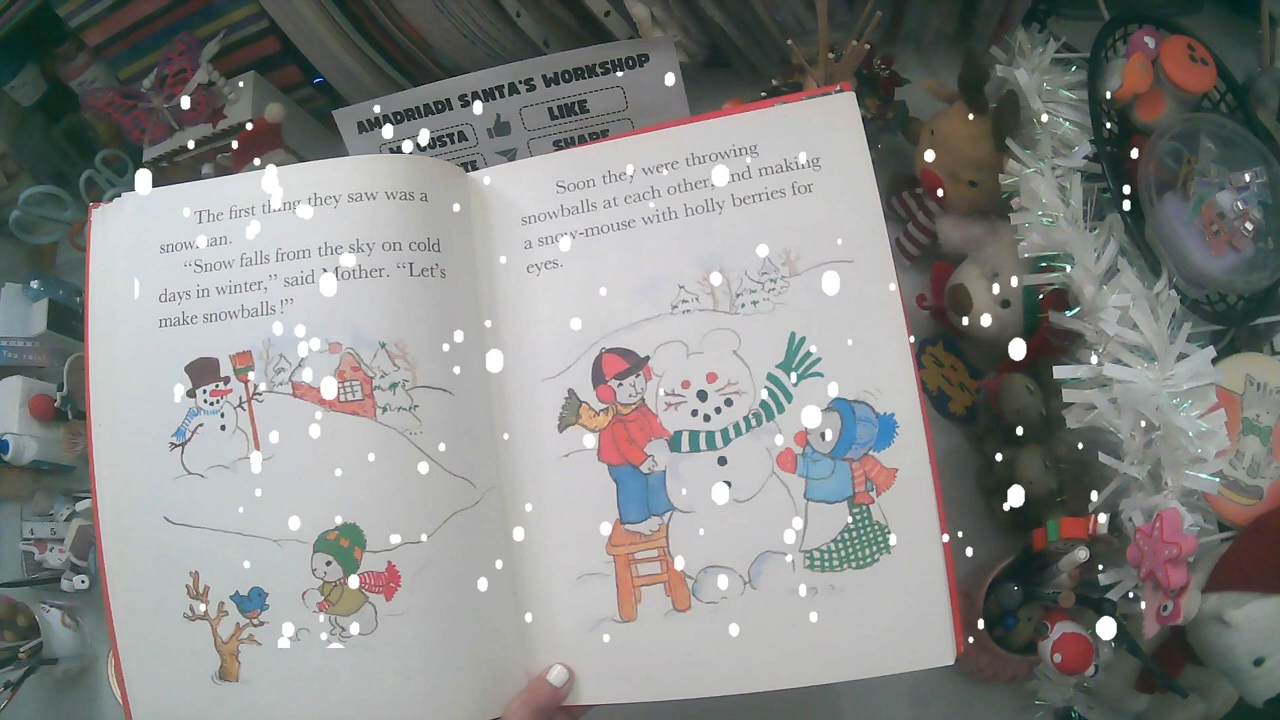 AMADRIADI SANTA'S WORKSHOP
LIKE
SHARE
The first thing they saw was a
snowman.
“Snow falls from the sky on cold
days in winter,” said Mother. “Let's
make snowballs!”
Soon they were throwing
snowballs at each other, and making
a snow-mouse with holly berries for
eyes.